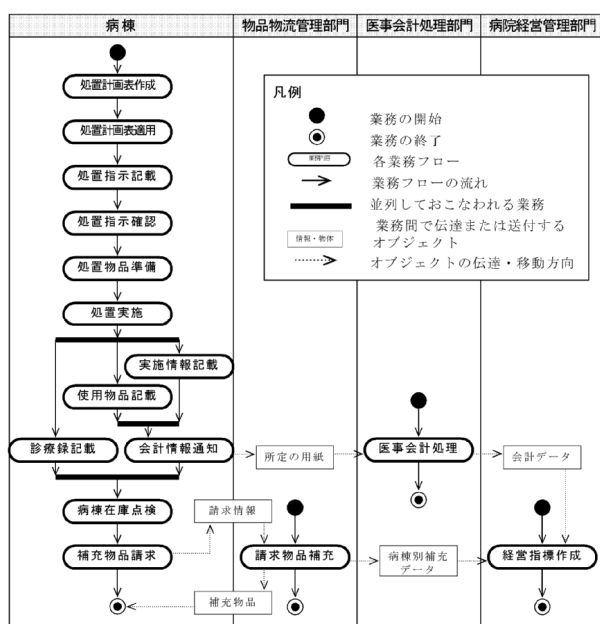 病棟
物品物流管理部門
医事会計処理部門
病院経営管理部門
処置計画表作成
処置計画表適用
処置指示記載
処置指示確認
処置物品準備
処置実施
実施情報記載
使用物品記載
診療録記載
会計情報通知
病棟在庫点検
補充物品請求
凡例
業務の開始
業務の終了
業務内容
各業務フロー
業務フローの流れ
並列しておこなわれる業務
情報・物体
業務間で伝達または送付する
オブジェクト
オブジェクトの伝達・移動方向
所定の用紙
医事会計処理
会計データ
請求情報
請求物品補充
病棟別補充
データ
経営指標作成
補充物品